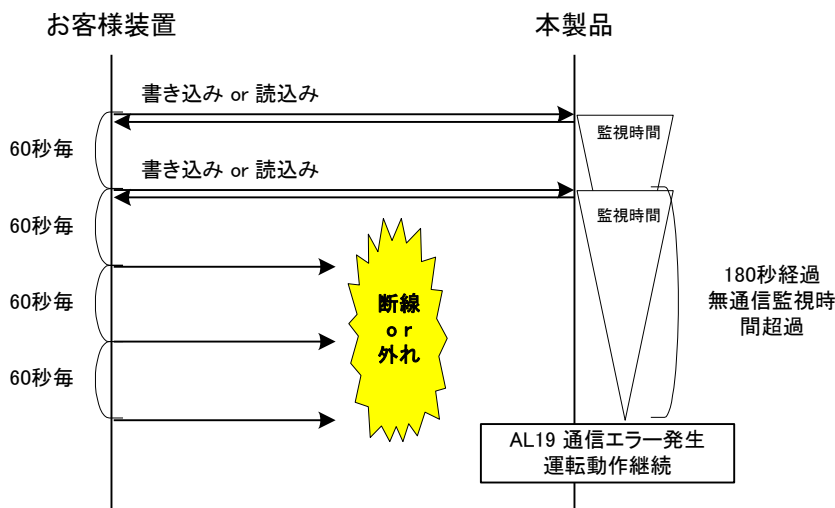 お客様装置
本製品
書き込み or 読込み
監視時間
60秒毎
書き込み or 読込み
監視時間
60秒毎
180秒経過
無通信監視時
間超過
断線
or
外れ
60秒毎
60秒毎
AL19 通信エラー発生
運転動作継続